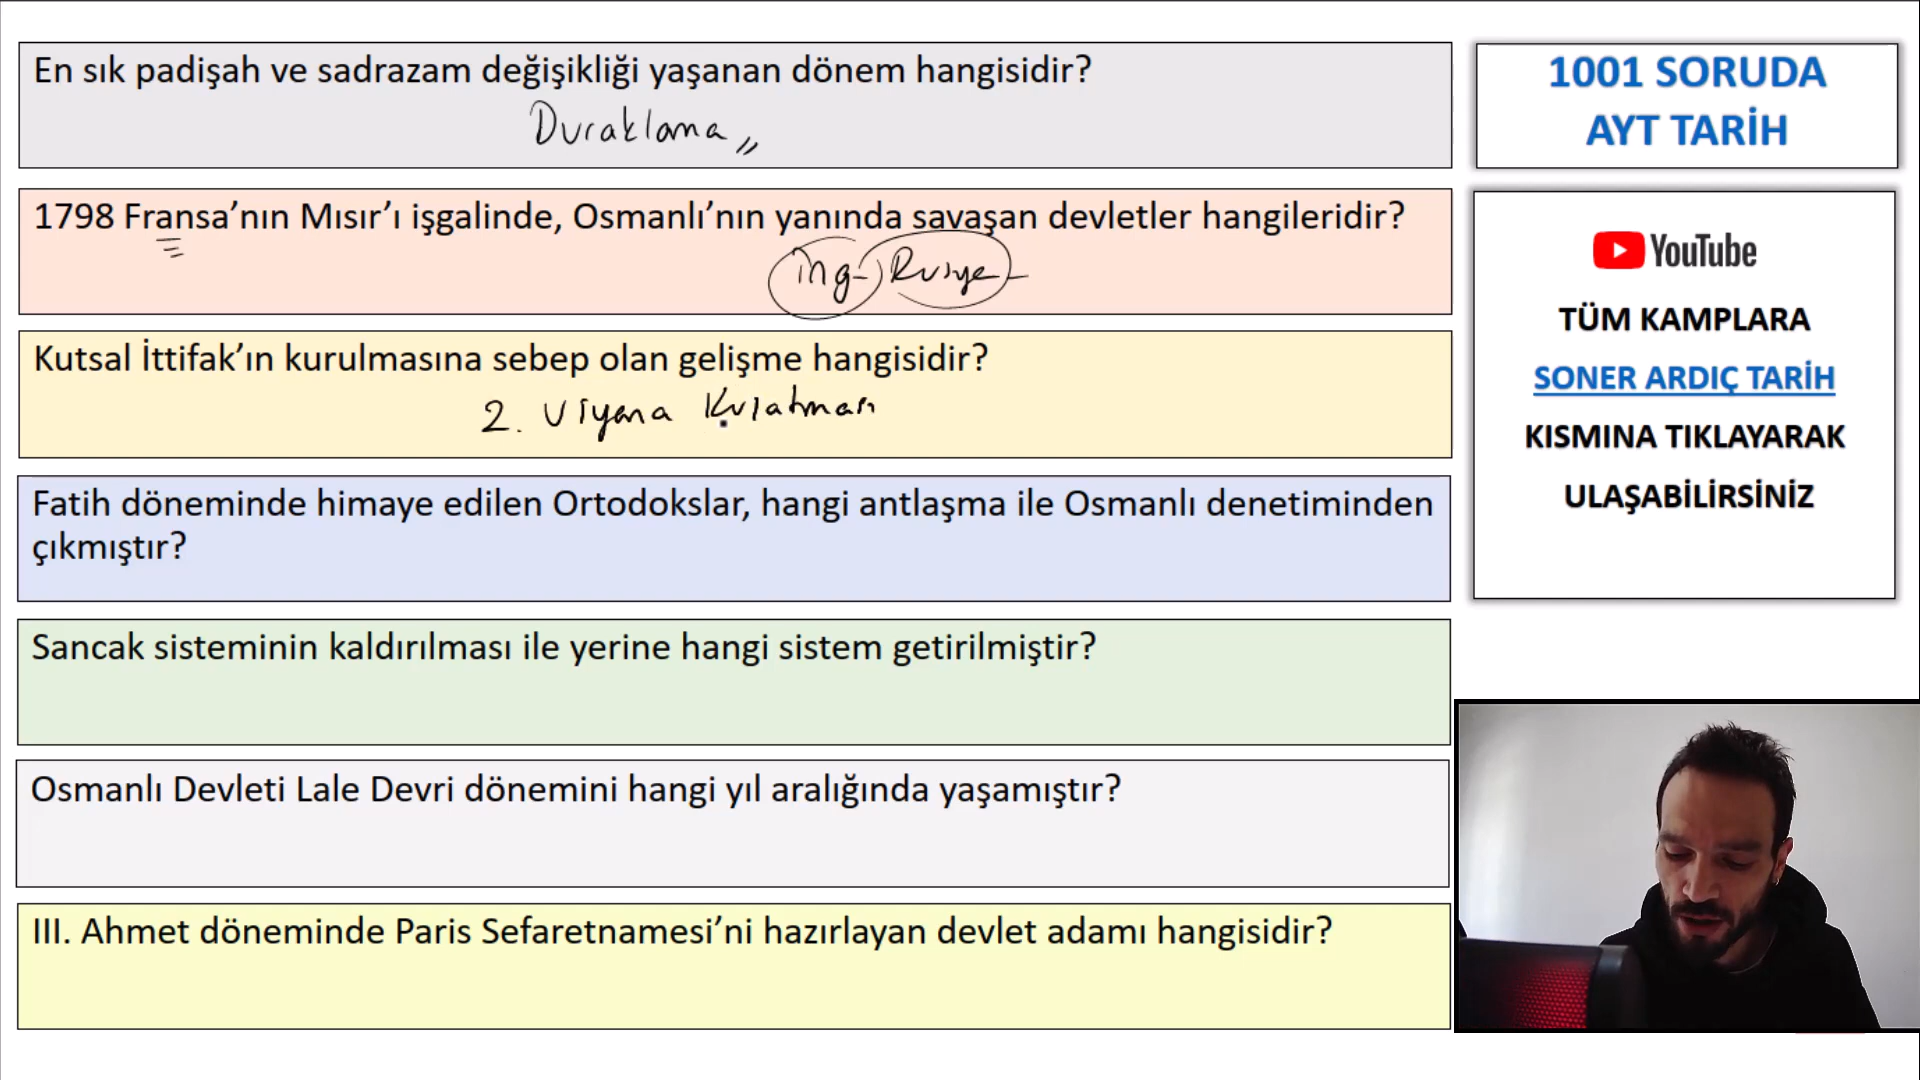 En sık padişah ve sadrazam değişikliği yaşanan dönem hangisidir?
Duraklama
1798 Fransa’nın Mısır’ı işgalinde, Osmanlı’nın yanında savaşan devletler hangileridir?
ing - Rusya -
Kutsal İttifak’ın kurulmasına sebep olan gelişme hangisidir?
2. Viyana Kuşatması
Fatih döneminde himaye edilen Ortodokslar, hangi antlaşma ile Osmanlı denetiminden
çıkmıştır?
Sancak sisteminin kaldırılması ile yerine hangi sistem getirilmiştir?
Osmanlı Devleti Lale Devri dönemini hangi yıl aralığında yaşamıştır?
III. Ahmet döneminde Paris Sefaretnamesi’ni hazırlayan devlet adamı hangisidir?
1001 SORUDA
AYT TARİH
YouTube
TÜM KAMPLARA
SONER ARDIÇ TARİH
KISMINA TIKLAYARAK
ULAŞABİLİRSİNİZ